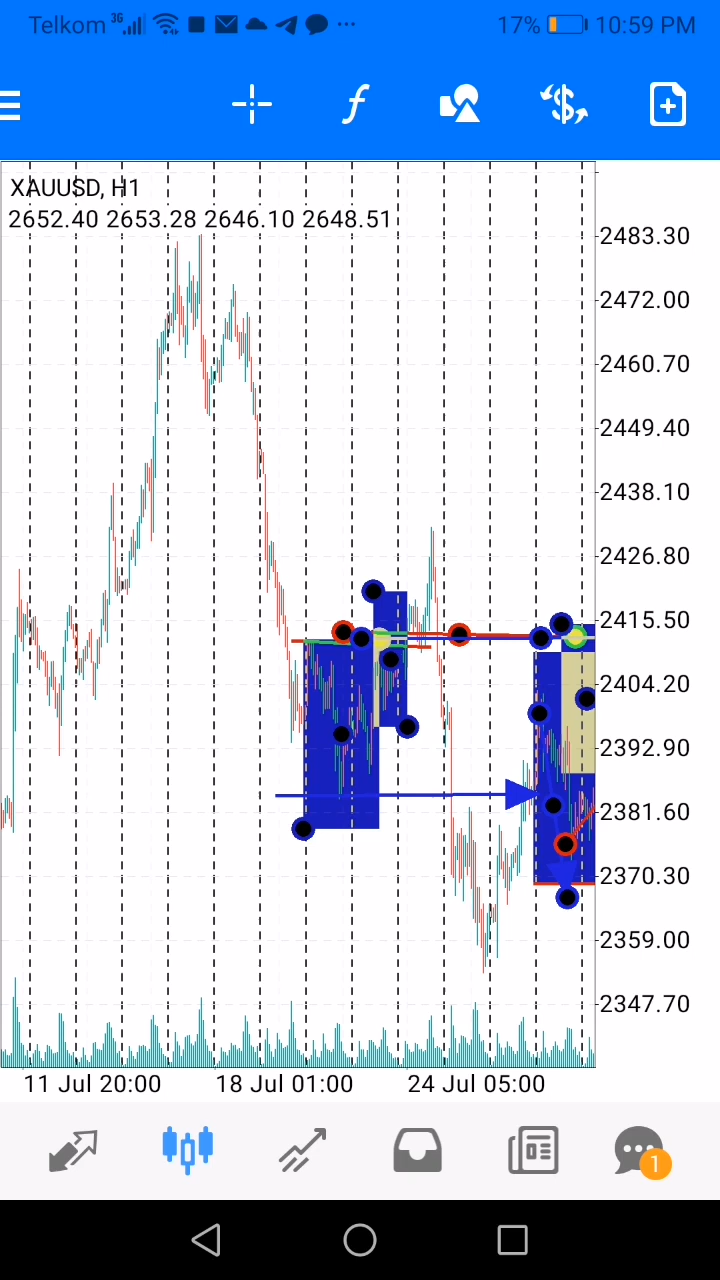 Telkom 3G 17% 10:59 PM
f $
XAUUSD, H1
2652.40 2653.28 2646.10 2648.51
2483.30
2472.00
2460.70
2449.40
2438.10
2426.80
2415.50
2404.20
2392.90
2381.60
2370.30
2359.00
2347.70
11 Jul 20:00 18 Jul 01:00 24 Jul 05:00
1